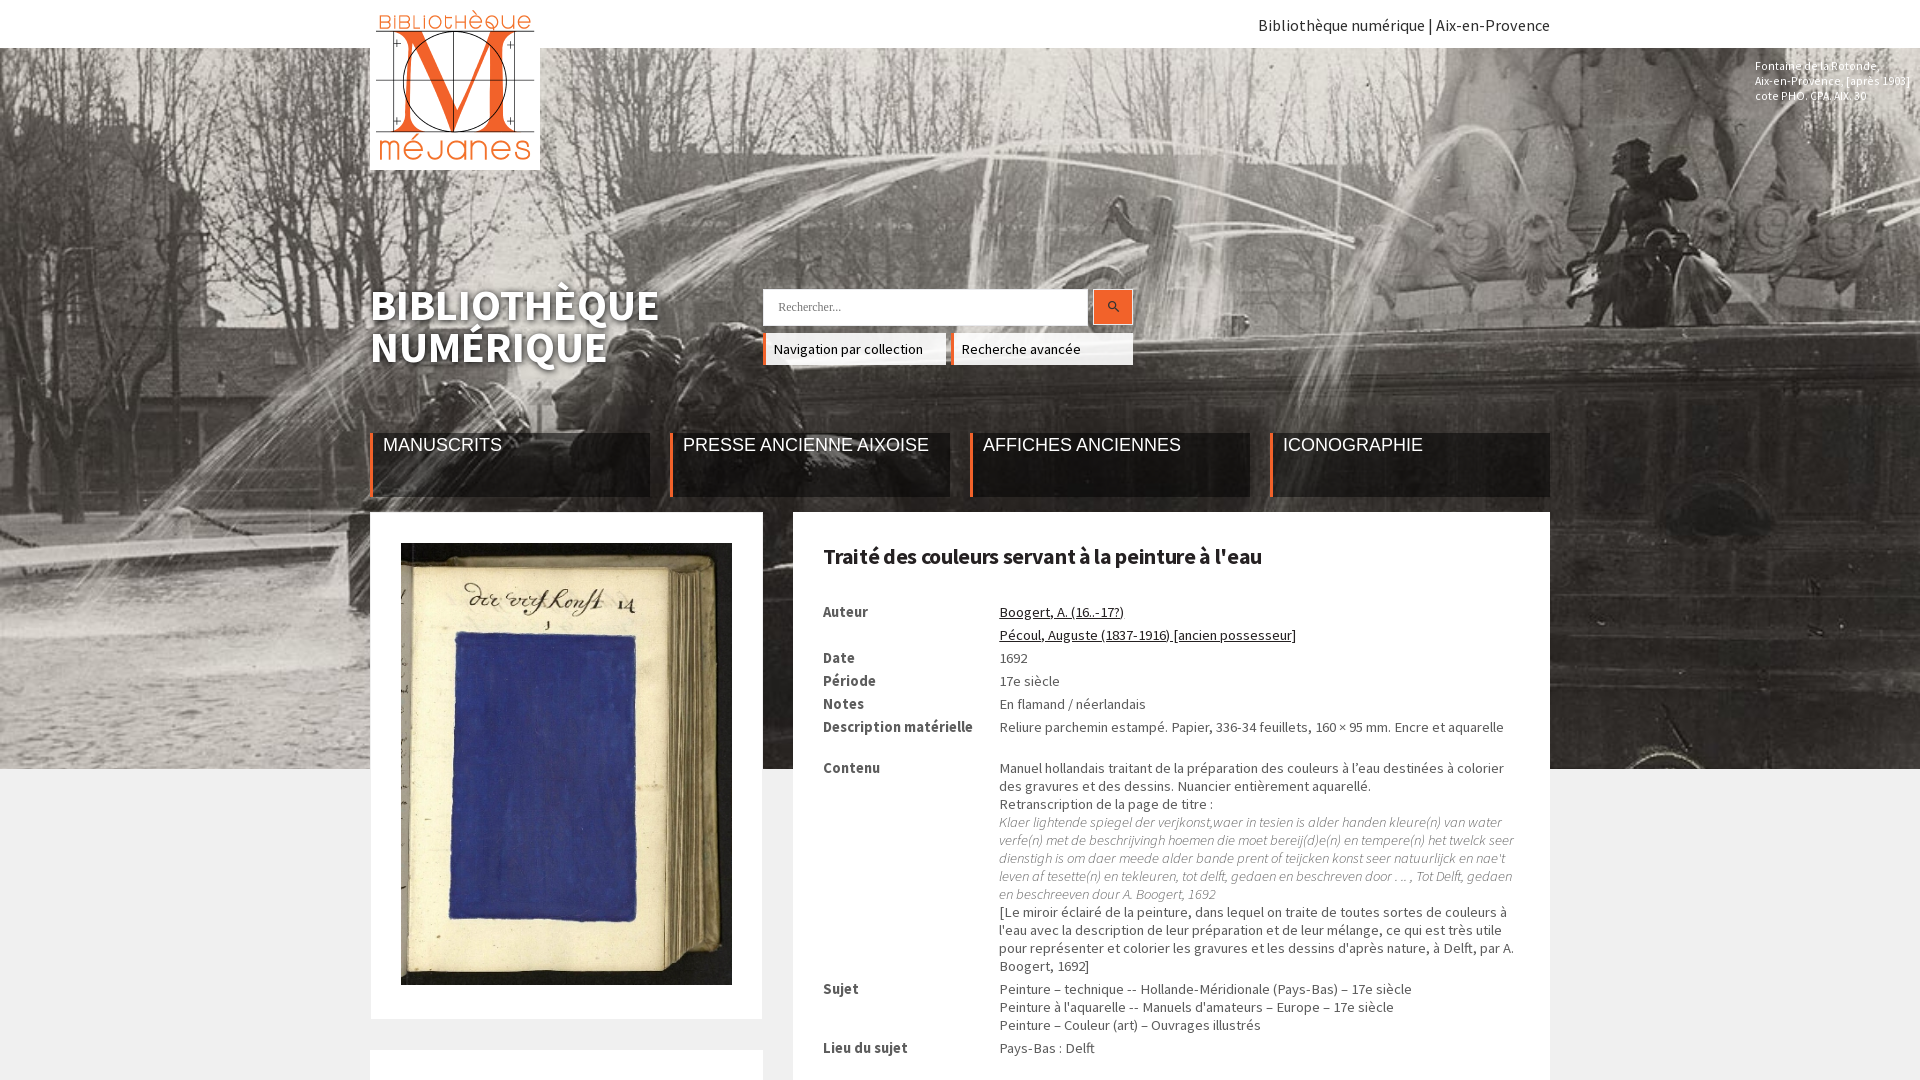 BIBLIOTHÈQUE
méjanes
Bibliothèque numérique | Aix-en-Provence
Fontaine de la Rotonde,
Aix-en-Provence, [après 1903]
cote PHO. CPA. AIX. 30
BIBLIOTHÈQUE
NUMÉRIQUE
Rechercher...
Navigation par collection
Recherche avancée
MANUSCRITS
PRESSE ANCIENNE AIXOISE
AFFICHES ANCIENNES
ICONOGRAPHIE
der verf konst 14
Traité des couleurs servant à la peinture à l'eau
Auteur
Boogert, A. (16..-17?)
Pécoul, Auguste (1837-1916) [ancien possesseur]
Date
1692
Période
17e siècle
Notes
En flamand / néerlandais
Description matérielle
Reliure parchemin estampé. Papier, 336-34 feuillets, 160 × 95 mm. Encre et aquarelle
Contenu
Manuel hollandais traitant de la préparation des couleurs à l’eau destinées à colorier
des gravures et des dessins. Nuancier entièrement aquarellé.
Retranscription de la page de titre :
Klaer lightende spiegel der verjkonst,waer in tesien is alder handen kleure(n) van water
verfe(n) met de beschrijvingh hoemen die moet bereij(d)e(n) en tempere(n) het twelck seer
dienstigh is om daer meede alder bande prent of teijcken konst seer natuurlijck en nae't
leven af tesette(n) en tekleuren, tot delft, gedaen en beschreven door . .. , Tot Delft, gedaen
en beschreeven dour A. Boogert, 1692
[Le miroir éclairé de la peinture, dans lequel on traite de toutes sortes de couleurs à
l'eau avec la description de leur préparation et de leur mélange, ce qui est très utile
pour représenter et colorier les gravures et les dessins d'après nature, à Delft, par A.
Boogert, 1692]
Sujet
Peinture – technique -- Hollande-Méridionale (Pays-Bas) – 17e siècle
Peinture à l'aquarelle -- Manuels d'amateurs – Europe – 17e siècle
Peinture – Couleur (art) – Ouvrages illustrés
Lieu du sujet
Pays-Bas : Delft